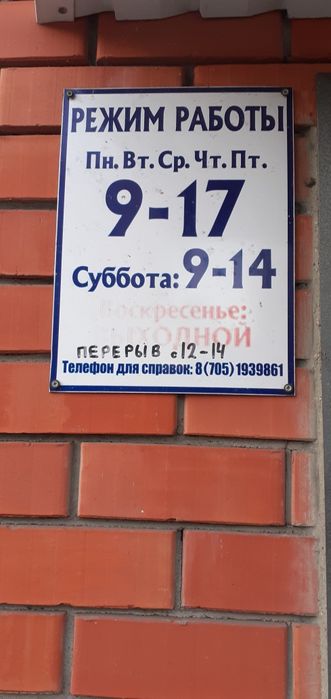 РЕЖИМ РАБОТЫ
Пн. Вт. Ср. Чт. Пт.
9-17
Суббота: 9-14
Воскресенье:
ВЫХОДНОЙ
ПЕРЕРЫВ с 12-14
Телефон для справок: 8 (705) 1939861